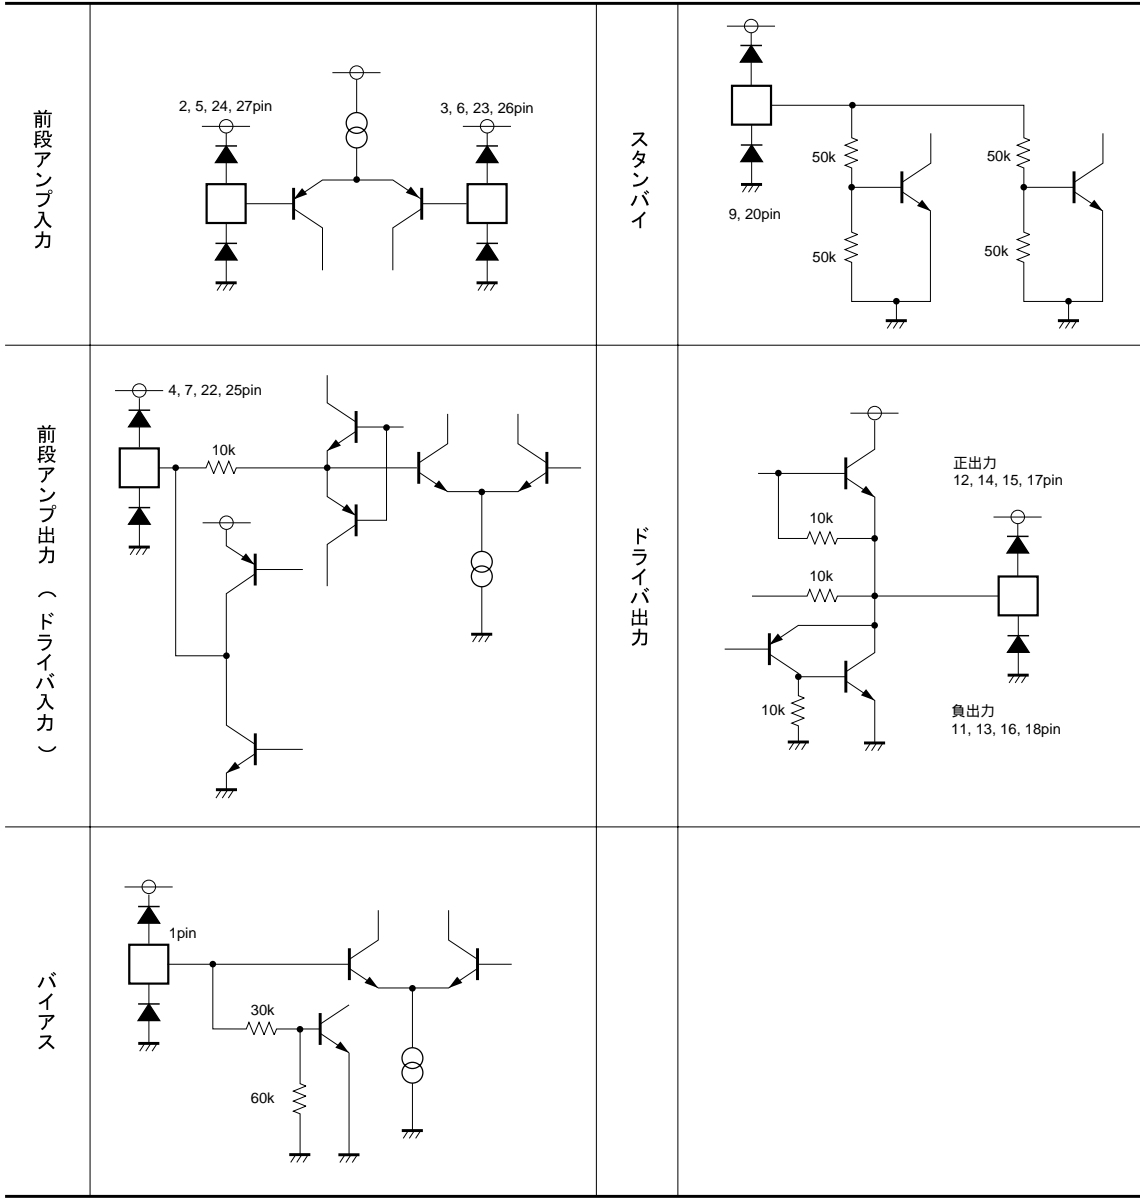 前段アンプ入力
2, 5, 24, 27pin
3, 6, 23, 26pin
スタンバイ
50k
50k
50k
50k
9, 20pin
前段アンプ出力（ドライバ入力）
4, 7, 22, 25pin
10k
ドライバ出力
10k
10k
10k
正出力
12, 14, 15, 17pin
負出力
11, 13, 16, 18pin
バイアス
1pin
30k
60k